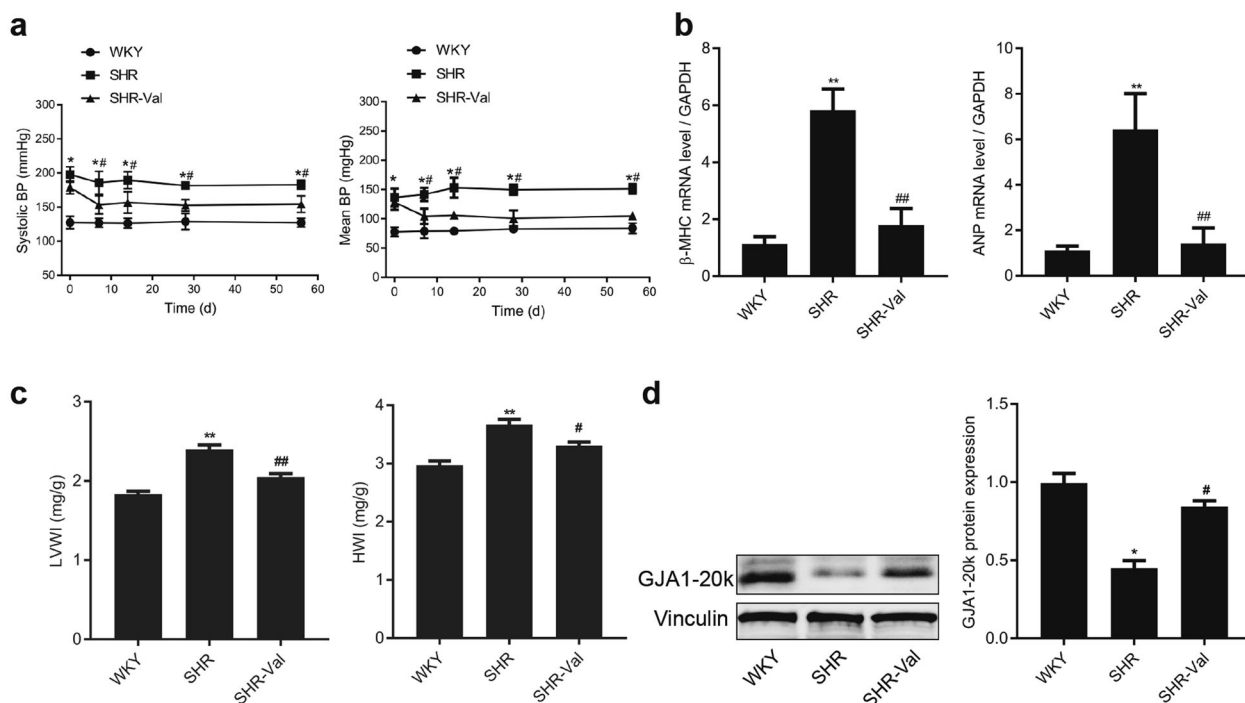 a
WKY
SHR
SHR-Val
Systolic BP (mmHg)
200
150
100
50
300
250
200
150
100
50
* *# *# *# *#
0 10 20 30 40 50 60
Time (d)
WKY
SHR
SHR-Val
Mean BP (mgHg)
300
250
200
150
100
50
0
* *# *# *# *#
0 10 20 30 40 50 60
Time (d)
b
β-MHC mRNA level / GAPDH
8
6
4
2
0
**
##
WKY SHR SHR-Val
ANP mRNA level / GAPDH
10
8
6
4
2
0
**
##
WKY SHR SHR-Val
c
LVWI (mg/g)
3
2
1
0
**
##
WKY SHR SHR-Val
HWI (mg/g)
4
3
2
1
0
**
#
WKY SHR SHR-Val
d
GJA1-20k
Vinculin
WKY SHR SHR-Val
GJA1-20k protein expression
1.5
1.0
0.5
0.0
*
#
WKY SHR SHR-Val